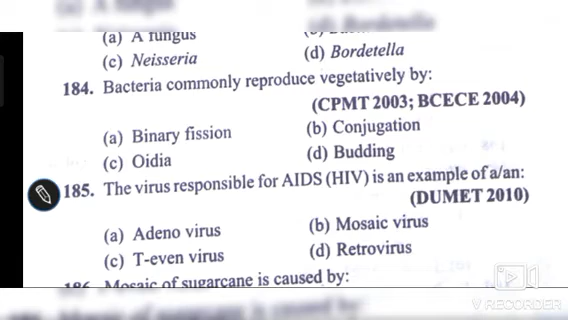 (a) A fungus
(c) Neisseria
(d) Bordetella
184. Bacteria commonly reproduce vegetatively by:
(CPMT 2003; BCECE 2004)
(a) Binary fission
(b) Conjugation
(c) Oidia
(d) Budding
185. The virus responsible for AIDS (HIV) is an example of a/an:
(DUMET 2010)
(a) Adeno virus
(b) Mosaic virus
(c) T-even virus
(d) Retrovirus
186. Mosaic of sugarcane is caused by:
V RECORDER